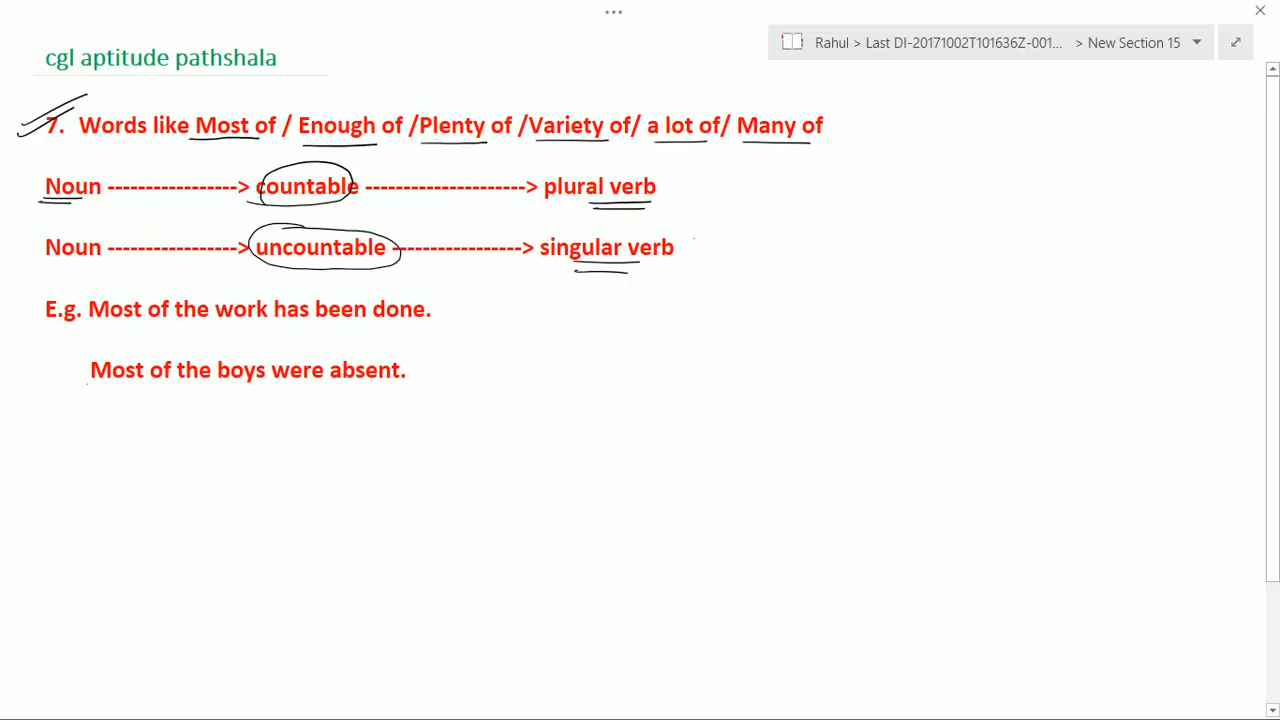 Rahul > Last DI-20171002T101636Z-001... > New Section 15
cgl aptitude pathshala
7. Words like Most of / Enough of /Plenty of /Variety of/ a lot of/ Many of
Noun -----------------> countable ---------------------> plural verb
Noun -----------------> uncountable -----------------> singular verb
E.g. Most of the work has been done.
Most of the boys were absent.